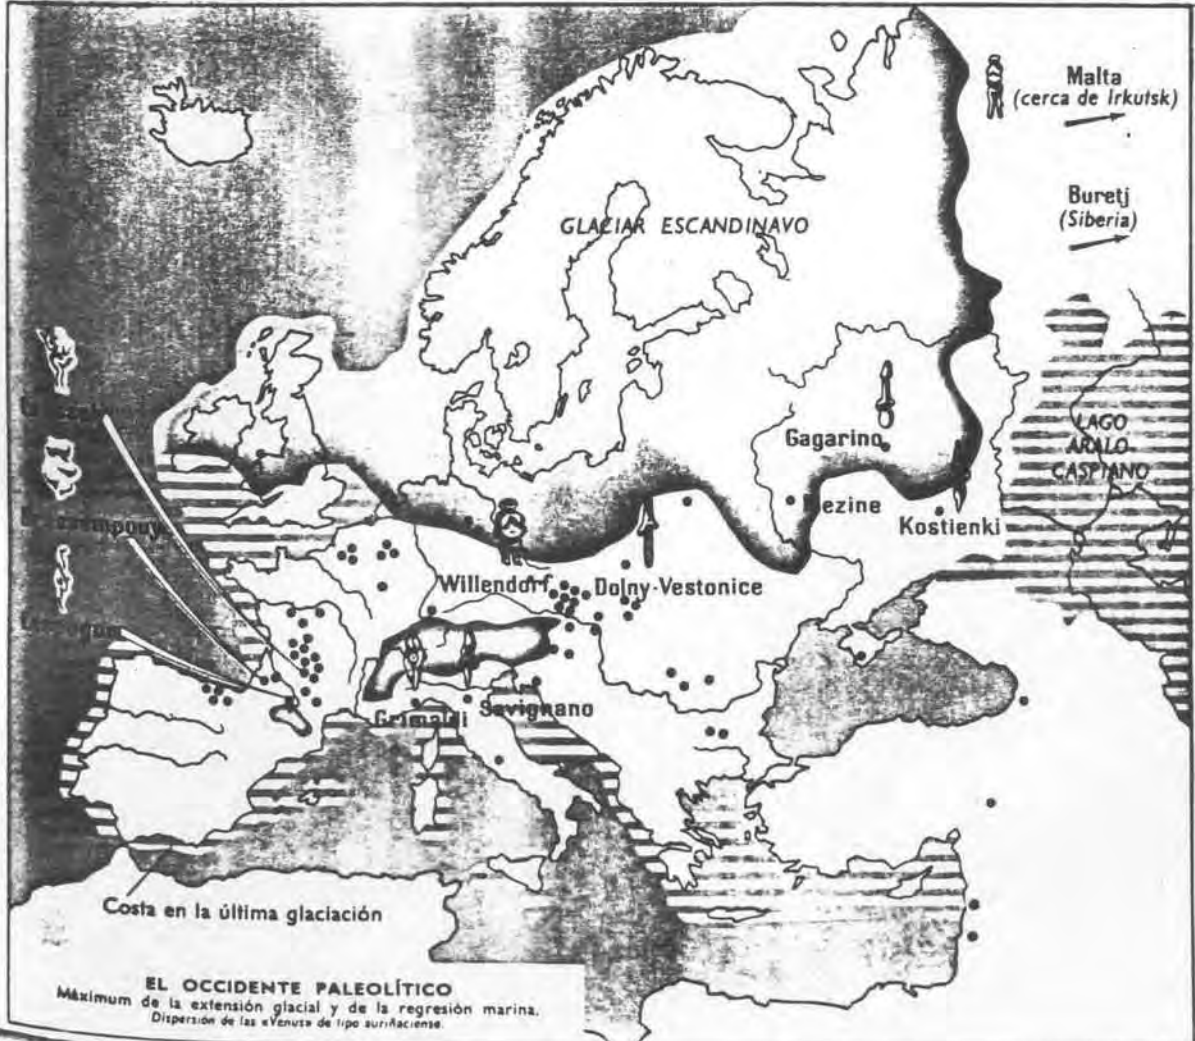 Malta
(cerca de Irkutsk)
Buretj
(Siberia)
GLACIAR ESCANDINAVO
LAGO
ARALO
CASPIANO
Gagarino
Mezine
Kostienki
Willendorf
Dolny-Vestonice
Grimaldi
Savignano
Costa en la última glaciación
EL OCCIDENTE PALEOLÍTICO
Máximum de la extensión glacial y de la regresión marina.
Dispersión de las «Venus» de tipo auriñaciense.